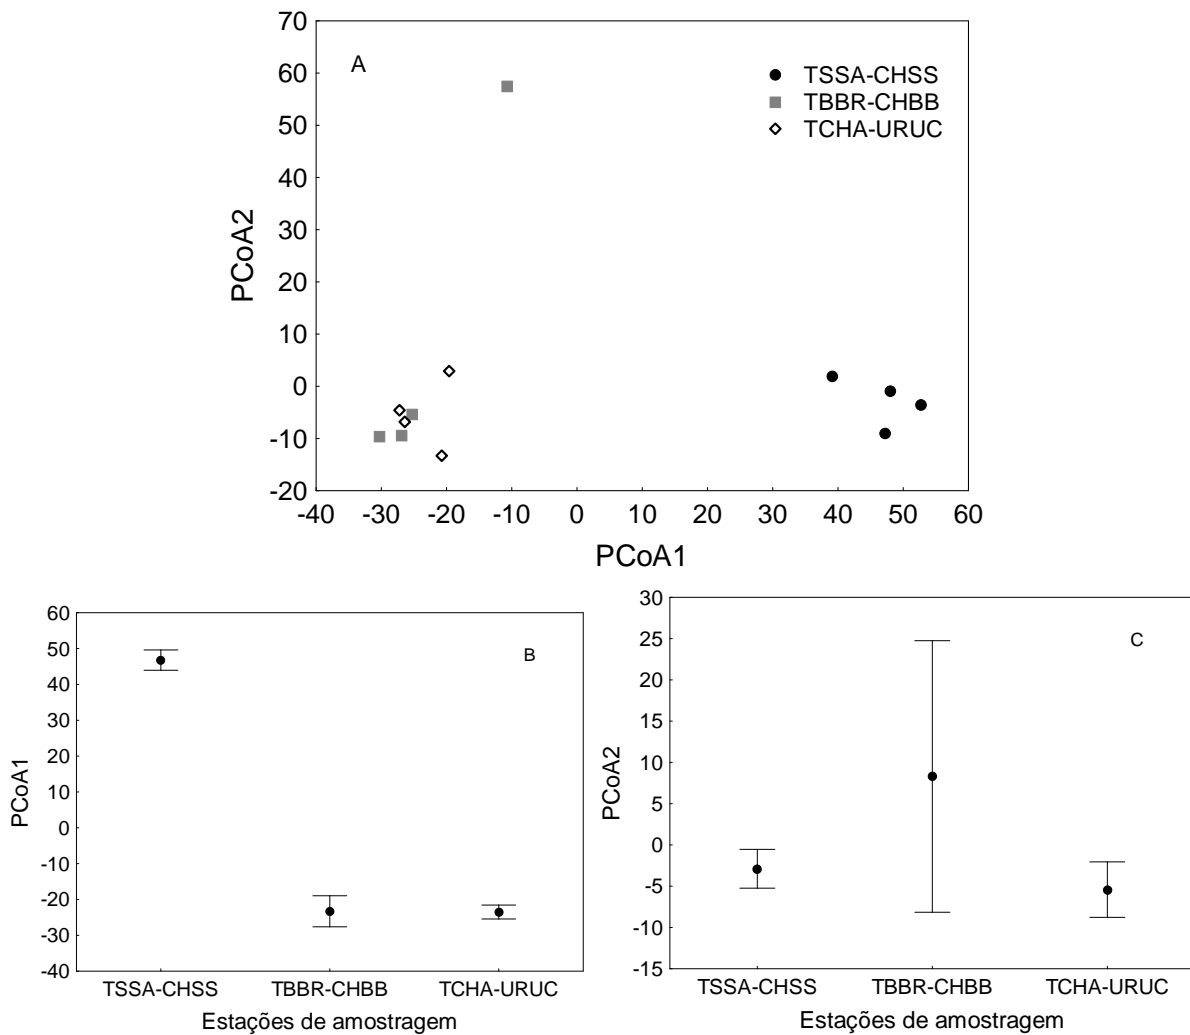 70
60
50
40
30
20
10
0
-10
-20
PCoA2
A
TSSA-CHSS
TBBR-CHBB
TCHA-URUC
-40 -30 -20 -10 0 10 20 30 40 50 60
PCoA1
60
50
40
30
20
10
0
-10
-20
-30
-40
PCoA1
B
TSSA-CHSS TBBR-CHBB TCHA-URUC
Estações de amostragem
30
25
20
15
10
5
0
-5
-10
-15
PCoA2
C
TSSA-CHSS TBBR-CHBB TCHA-URUC
Estações de amostragem